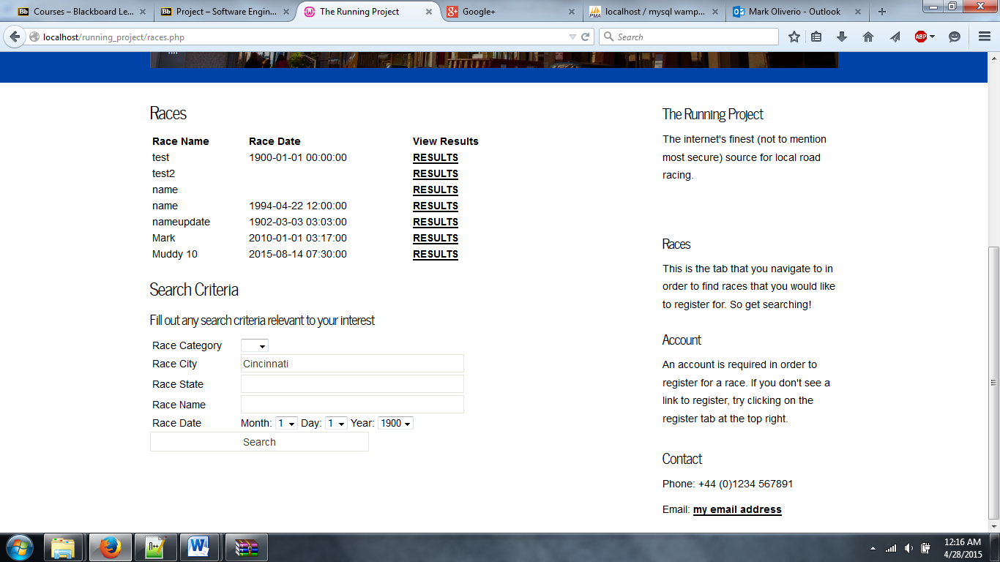 Courses – Blackboard Le... Project – Software Engin... The Running Project Google+ localhost / mysql wamp... Mark Oliverio - Outlook
localhost/running_project/races.php Search ABP
Races
Race Name Race Date View Results
test 1900-01-01 00:00:00 RESULTS
test2 RESULTS
name RESULTS
name 1994-04-22 12:00:00 RESULTS
nameupdate 1902-03-03 03:03:00 RESULTS
Mark 2010-01-01 03:17:00 RESULTS
Muddy 10 2015-08-14 07:30:00 RESULTS
Search Criteria
Fill out any search criteria relevant to your interest
Race Category
Race City Cincinnati
Race State
Race Name
Race Date Month: 1 Day: 1 Year: 1900
Search
The Running Project
The internet's finest (not to mention
most secure) source for local road
racing.
Races
This is the tab that you navigate to in
order to find races that you would like
to register for. So get searching!
Account
An account is required in order to
register for a race. If you don't see a
link to register, try clicking on the
register tab at the top right.
Contact
Phone: +44 (0)1234 567891
Email: my email address
12:16 AM
4/28/2015